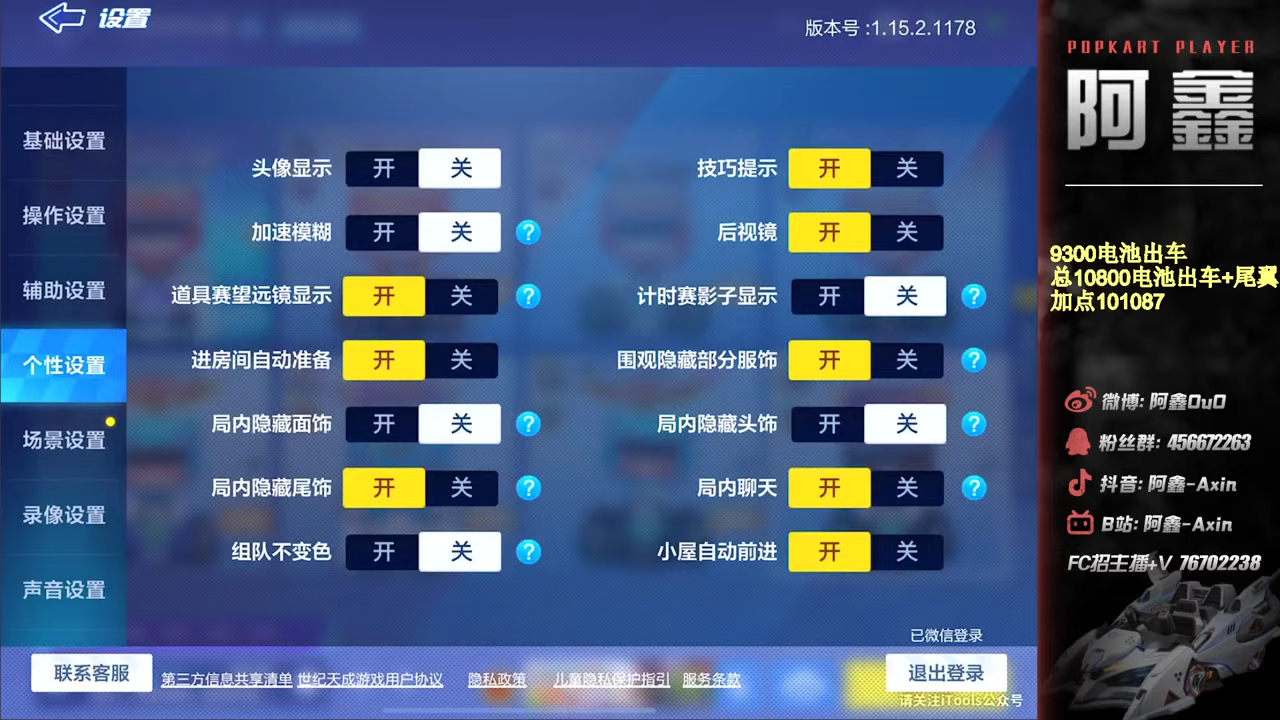 设置
版本号 :1.15.2.1178
基础设置
操作设置
辅助设置
个性设置
场景设置
录像设置
声音设置
头像显示 开 关
技巧提示 开 关
加速模糊 开 关 ?
后视镜 开 关
道具赛望远镜显示 开 关 ?
计时赛影子显示 开 关 ?
进房间自动准备 开 关
围观隐藏部分服饰 开 关 ?
局内隐藏面饰 开 关 ?
局内隐藏头饰 开 关 ?
局内隐藏尾饰 开 关 ?
局内聊天 开 关 ?
组队不变色 开 关 ?
小屋自动前进 开 关
已微信登录
联系客服
第三方信息共享清单 世纪天成游戏用户协议 隐私政策 儿童隐私保护指引 服务条款
退出登录
请关注iTools公众号
POPKART PLAYER
阿鑫
9300电池出车
总10800电池出车+尾翼
加点101087
微博: 阿鑫OuO
粉丝群: 456672263
抖音: 阿鑫-Axin
B站: 阿鑫-Axin
FC招主播+V 76702238